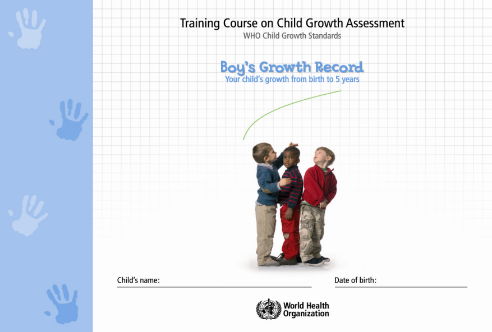 Training Course on Child Growth Assessment
WHO Child Growth Standards
Boy's Growth Record
Your child's growth from birth to 5 years
Child's name:
Date of birth:
World Health
Organization